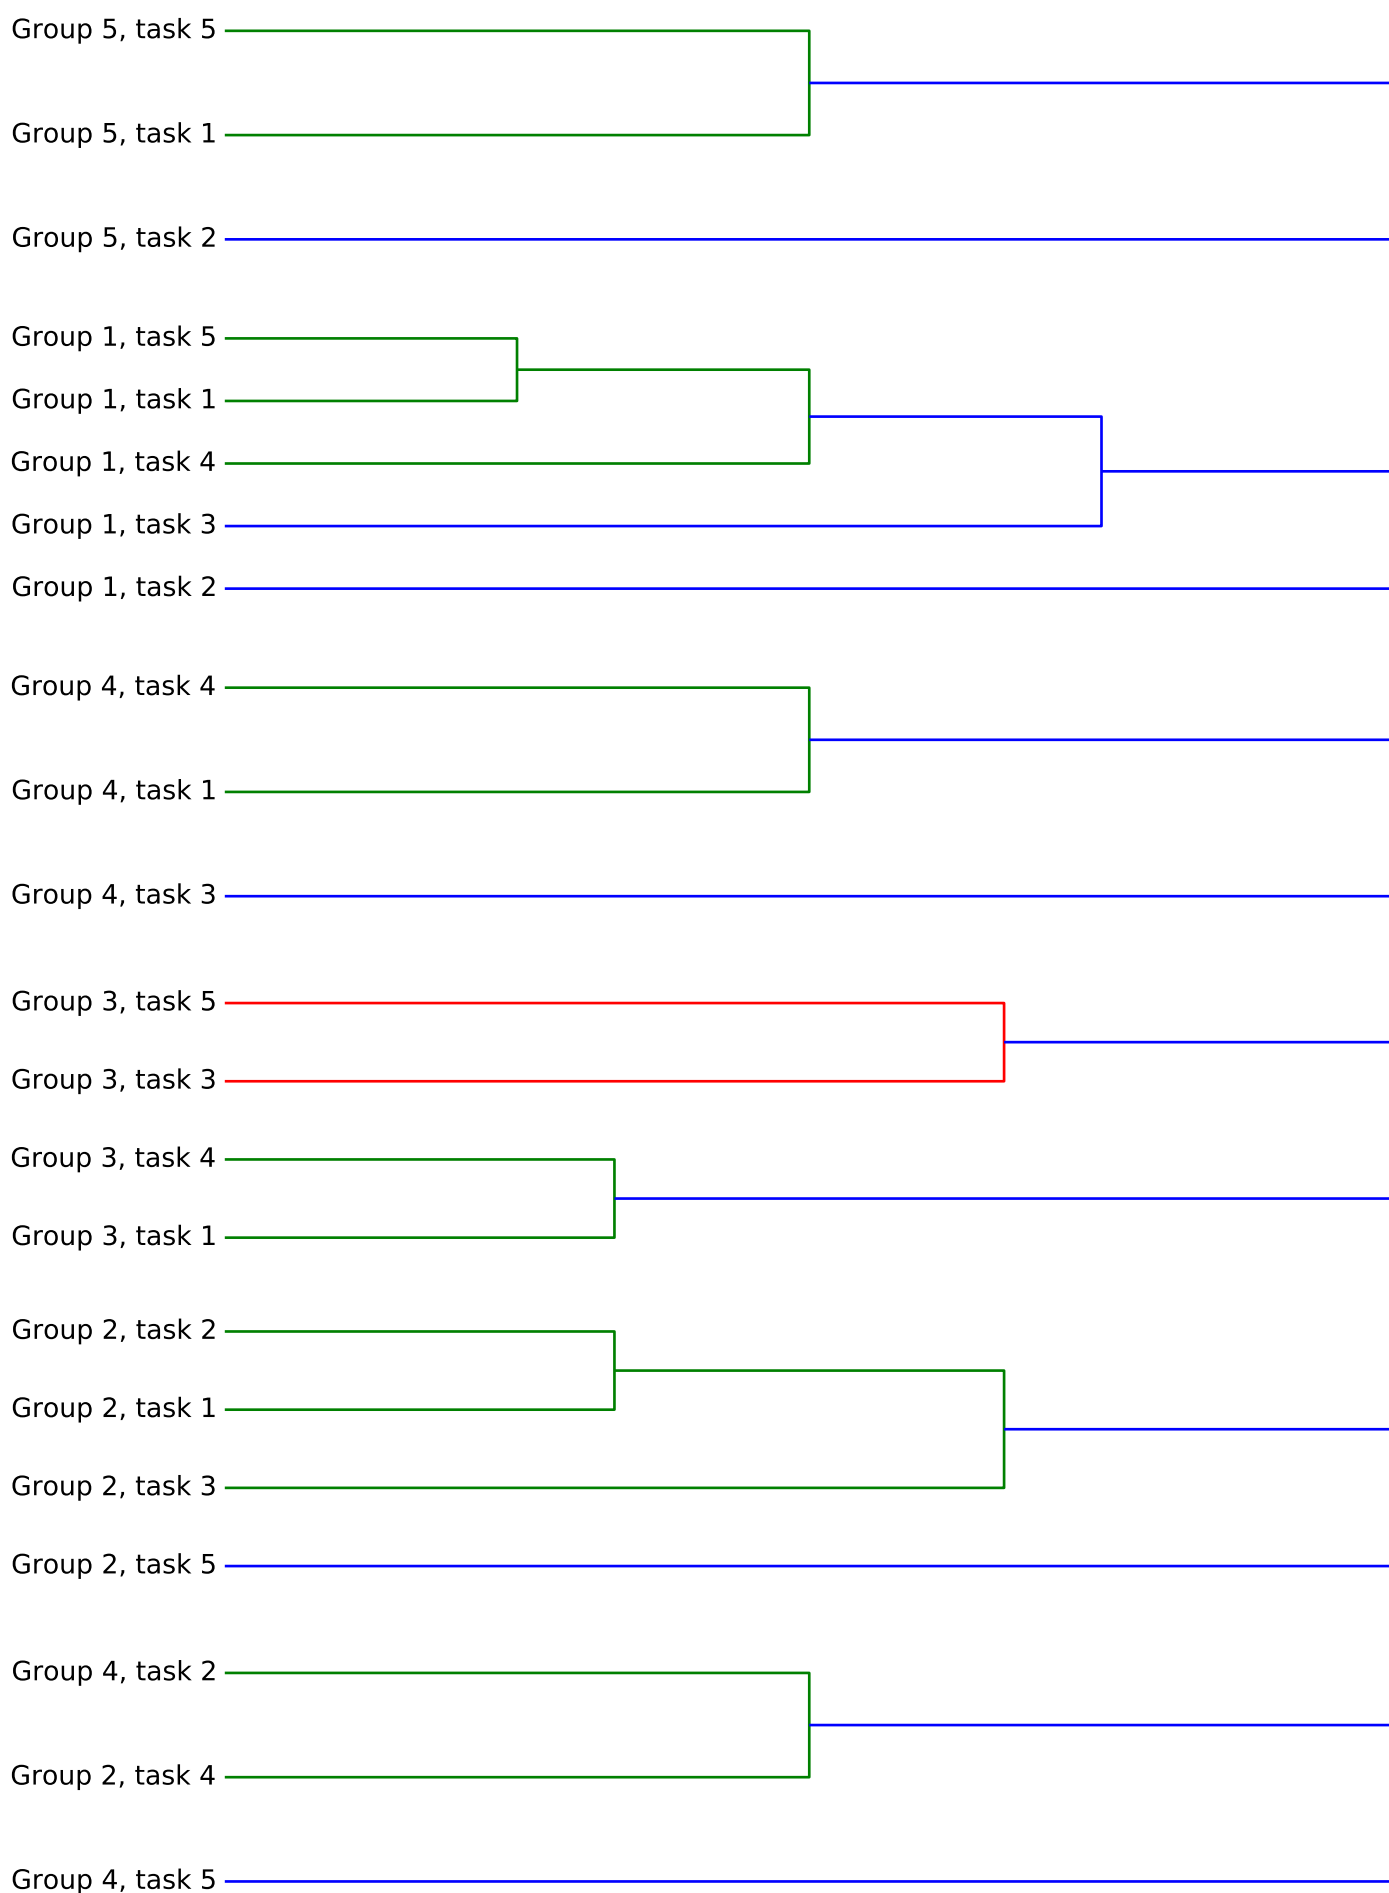 Group 5, task 5
Group 5, task 1
Group 5, task 2
Group 1, task 5
Group 1, task 1
Group 1, task 4
Group 1, task 3
Group 1, task 2
Group 4, task 4
Group 4, task 1
Group 4, task 3
Group 3, task 5
Group 3, task 3
Group 3, task 4
Group 3, task 1
Group 2, task 2
Group 2, task 1
Group 2, task 3
Group 2, task 5
Group 4, task 2
Group 2, task 4
Group 4, task 5